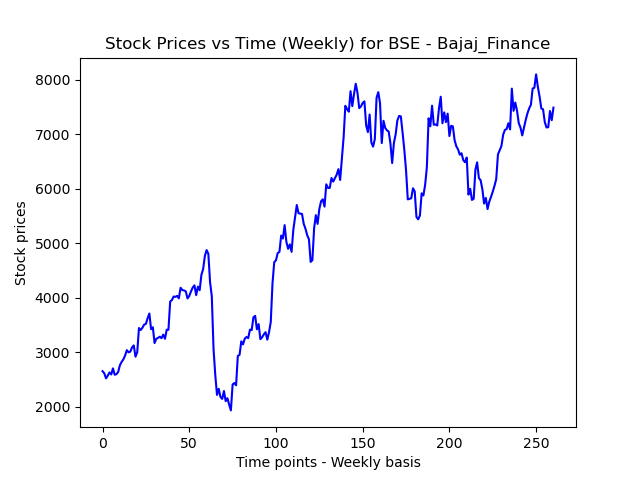 Stock Prices vs Time (Weekly) for BSE - Bajaj_Finance
8000
7000
6000
5000
4000
3000
2000
Stock prices
0 50 100 150 200 250
Time points - Weekly basis